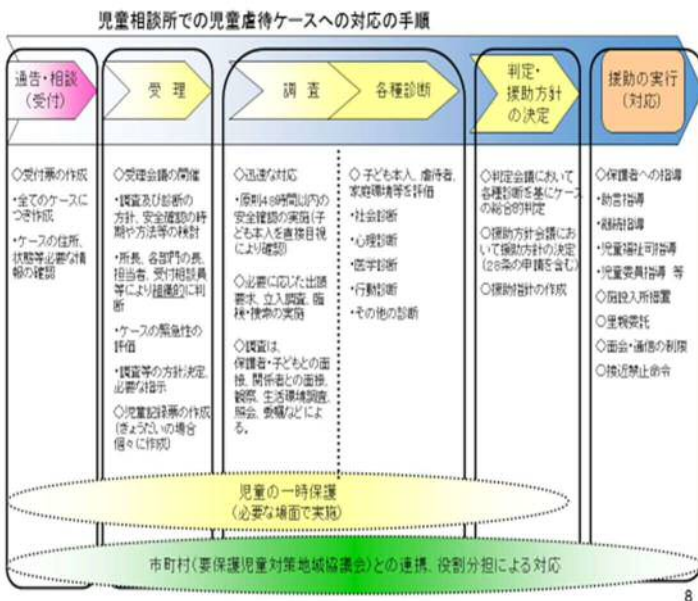 児童相談所での児童虐待ケースへの対応の手順
通告・相談
(受付)
受 理
調 査
各種診断
判定・
援助方針
の決定
援助の実行
(対応)
◇受付票の作成
・全てのケースに
つき作成
・ケースの住所、
状態等必要な情
報の確認
◇受理会議の開催
・調査及び診断の
方針、安全確認の時
期や方法等の検討
・所長、各部門の長、
担当者、受付相談員
等により組織的に判
断
・ケースの緊急性の
評価
・調査等の方針決定、
必要な指示
◇児童記録票の作成
(きょうだいの場合
個々に作成)
◇迅速な対応
・原則48時間以内の
安全確認の実施(子
ども本人を直接目視
により確認)
◇必要に応じた出頭
要求、立入調査、臨
検・捜索の実施
◇調査は、
保護者・子どもとの面
接、関係者との面接、
観察、生活環境調査、
照会、委嘱などによ
る。
◇子ども本人、虐待者、
家庭環境等を評価
・社会診断
・心理診断
・医学診断
・行動診断
・その他の診断
◇判定会議において
各種診断を基にケース
の総合的判定
◇援助方針会議にお
いて援助方針の決定
(28条の申請を含む)
◇援助指針の作成
◇保護者への指導
・助言指導
・継続指導
・児童福祉司指導
・児童委員指導 等
◇施設入所措置
◇里親委託
◇面会・通信の制限
○接近禁止命令
児童の一時保護
(必要な場面で実施)
市町村(要保護児童対策地域協議会)との連携、役割分担による対応
8